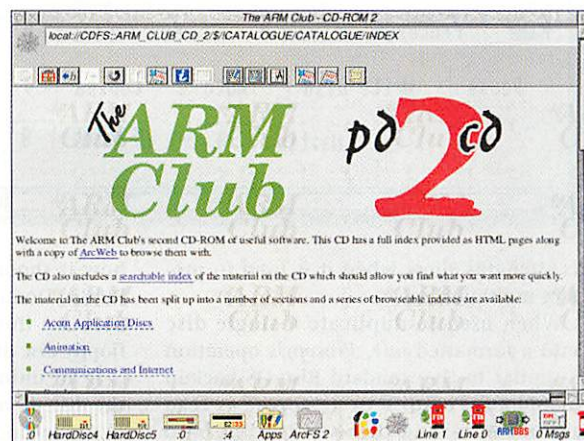 The ARM Club - CD-ROM 2
local:/CDFS::ARM_CLUB_CD_2/$/!CATALOGUE/CATALOGUE/INDEX
The ARM Club
pd 2 cd
Welcome to The ARM Club's second CD-ROM of useful software. This CD has a full index provided as HTML pages along
with a copy of ArcWeb to browse them with.
The CD also includes a searchable index of the material on the CD which should allow you find what you want more quickly.
The material on the CD has been split up into a number of sections and a series of browseable indexes are available:
Acorn Application Discs
Animation
Communications and Internet
:0 HardDisc4 HardDisc5 :0 :4 Apps ArcFS 2 Line 1 Line 0 ARMBBS 0 Msgs